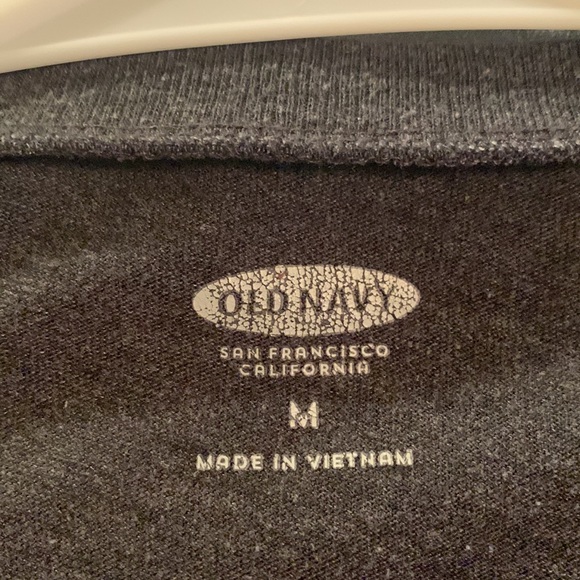 OLD NAVY
SAN FRANCISCO
CALIFORNIA
M
MADE IN VIETNAM